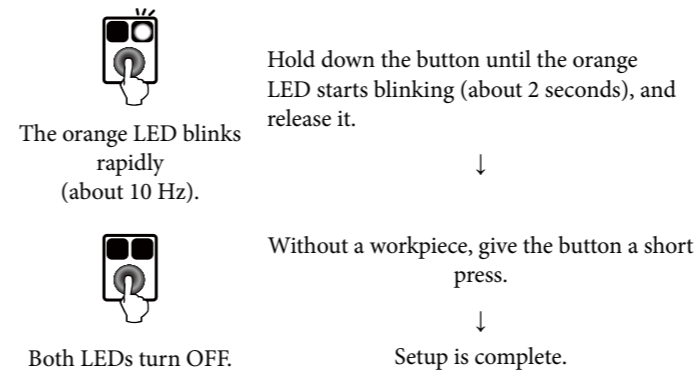 Hold down the button until the orange
LED starts blinking (about 2 seconds), and
release it.
The orange LED blinks
rapidly
(about 10 Hz).
↓
Without a workpiece, give the button a short
press.
↓
Both LEDs turn OFF.
Setup is complete.